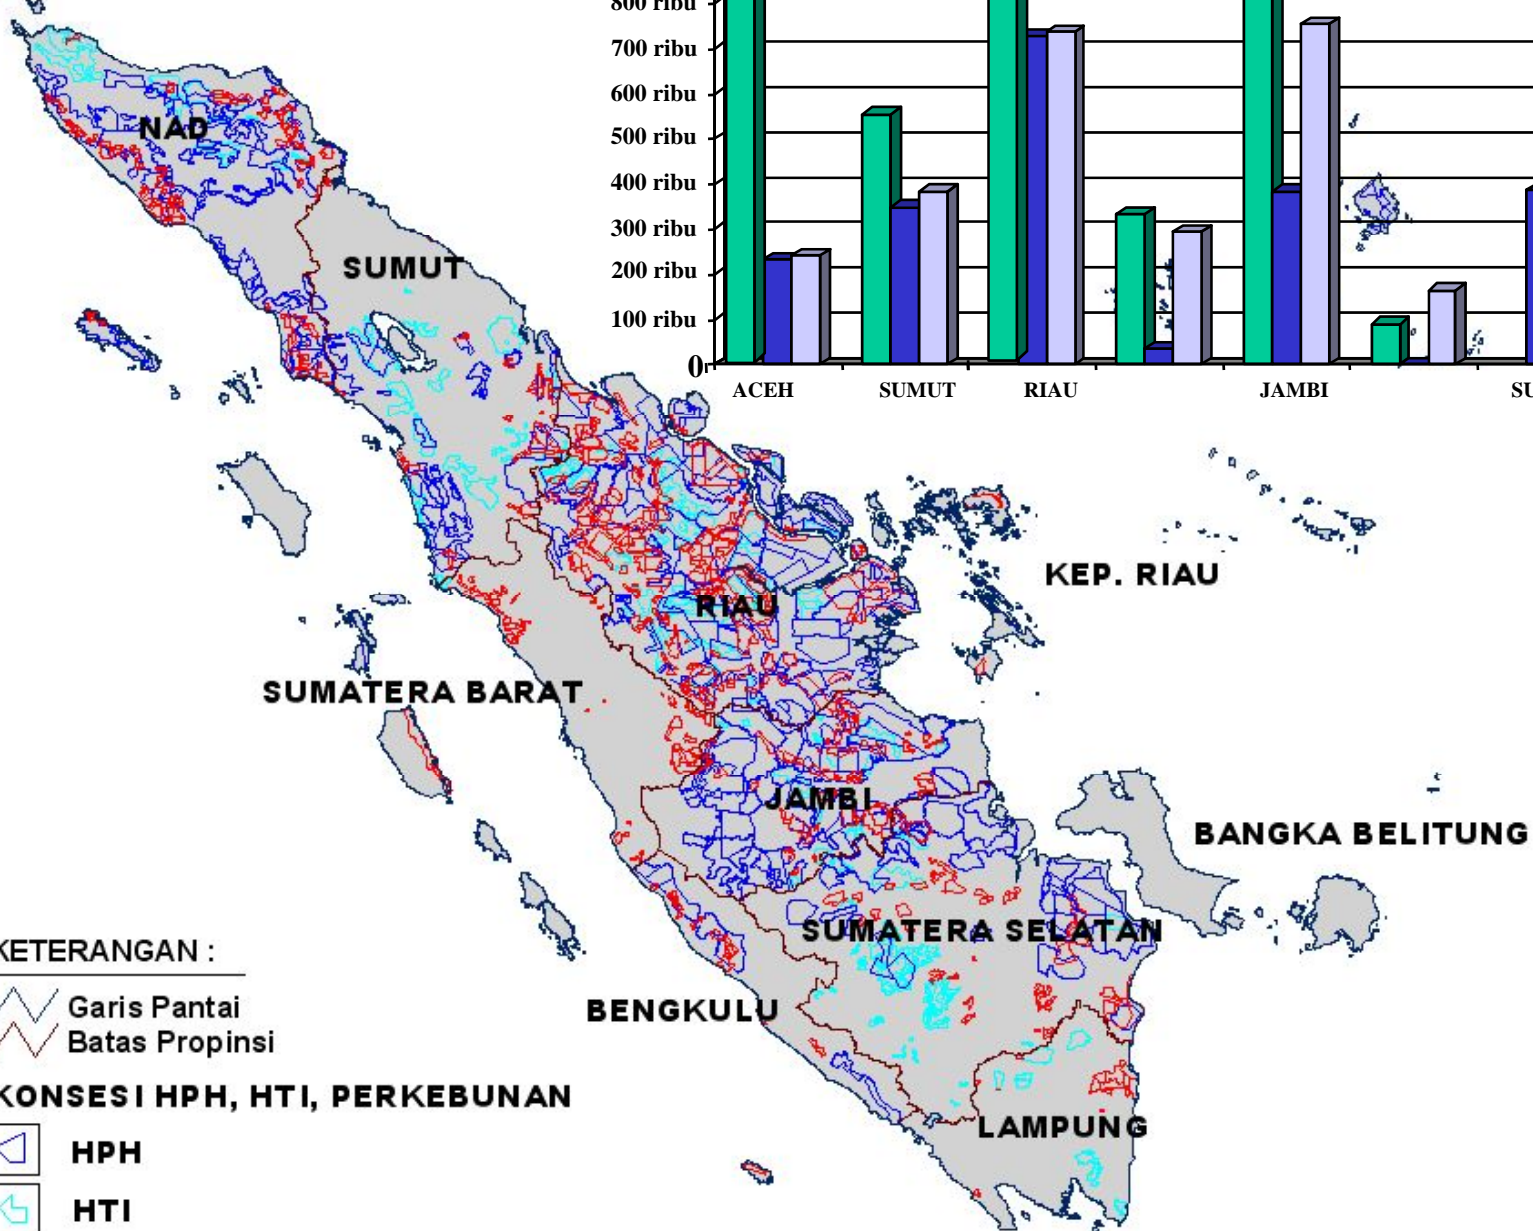 800 ribu
700 ribu
600 ribu
500 ribu
400 ribu
300 ribu
200 ribu
100 ribu
0
ACEH SUMUT RIAU JAMBI SU
NAD
SUMUT
KEP. RIAU
RIAU
SUMATERA BARAT
JAMBI
BANGKA BELITUNG
SUMATERA SELATAN
BENGKULU
LAMPUNG
KETERANGAN :
Garis Pantai
Batas Propinsi
KONSESI HPH, HTI, PERKEBUNAN
HPH
HTI